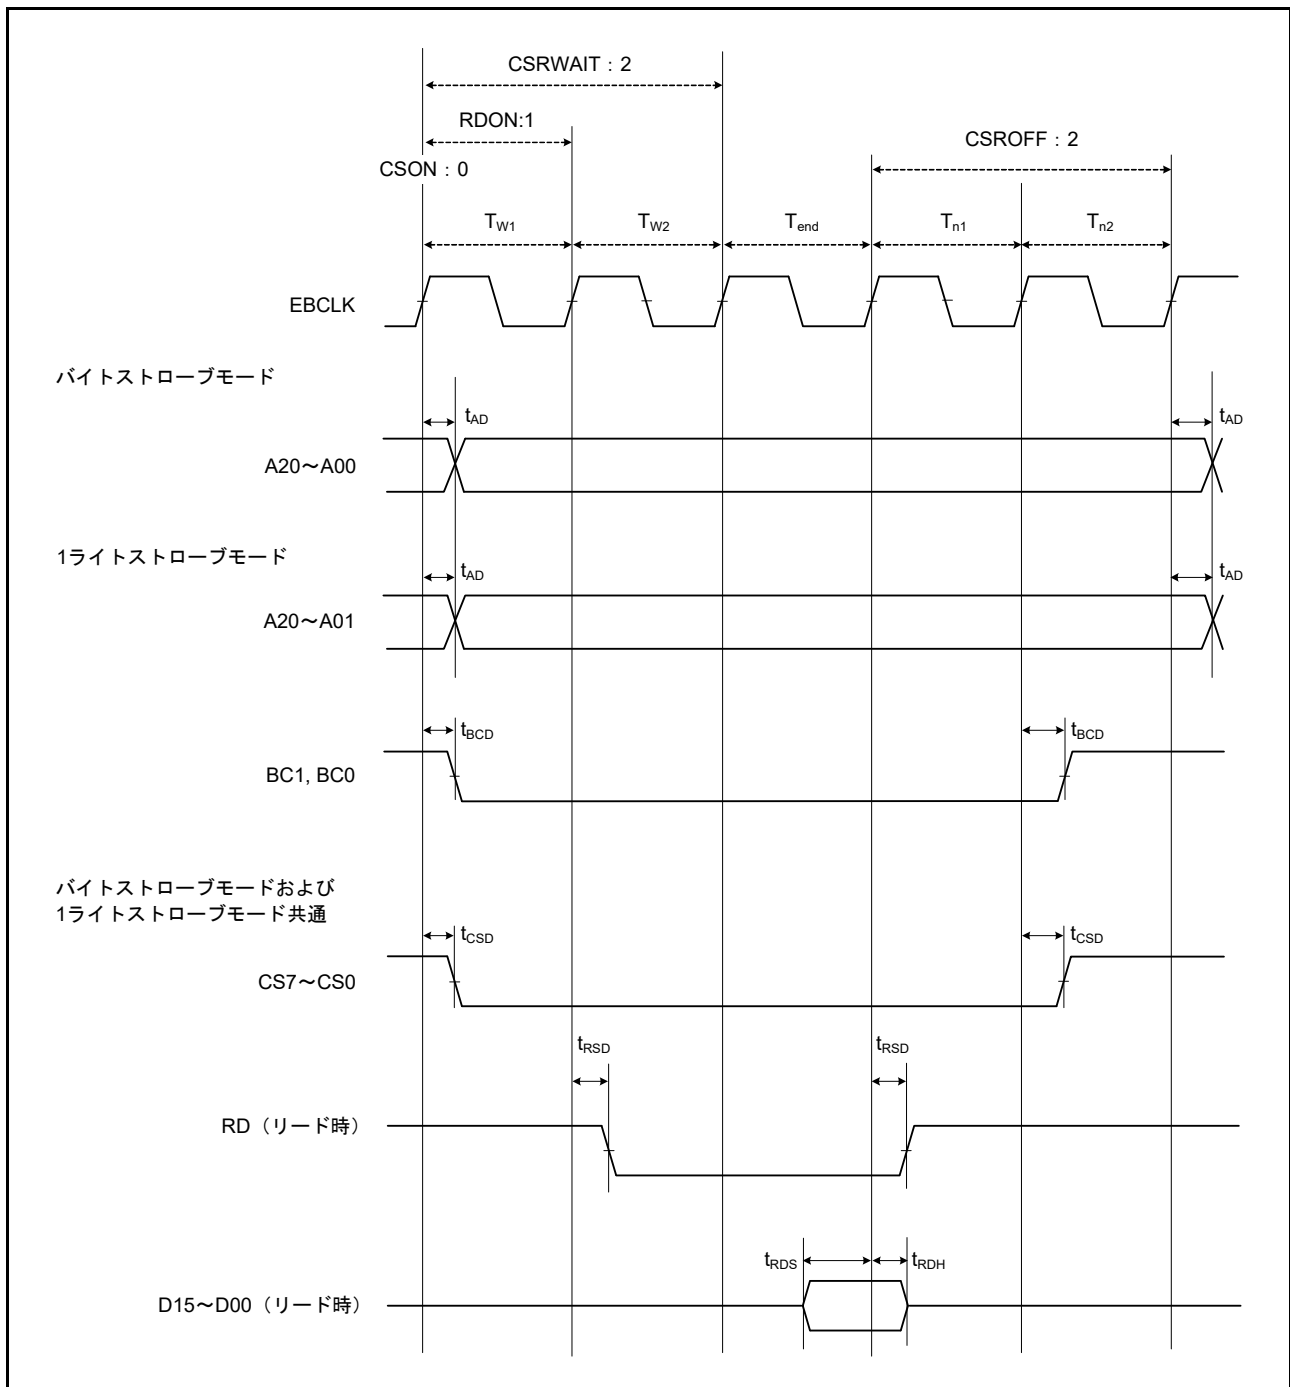 CSRWAIT：2
RDON:1
CSROFF：2
CSON：0
TW1 TW2 Tend Tn1 Tn2
EBCLK
バイトストローブモード
tAD tAD
A20～A00
1ライトストローブモード
tAD tAD
A20～A01
tBCD tBCD
BC1, BC0
バイトストローブモードおよび
1ライトストローブモード共通
tCSD tCSD
CS7～CS0
tRSD tRSD
RD（リード時）
tRDS tRDH
D15～D00（リード時）